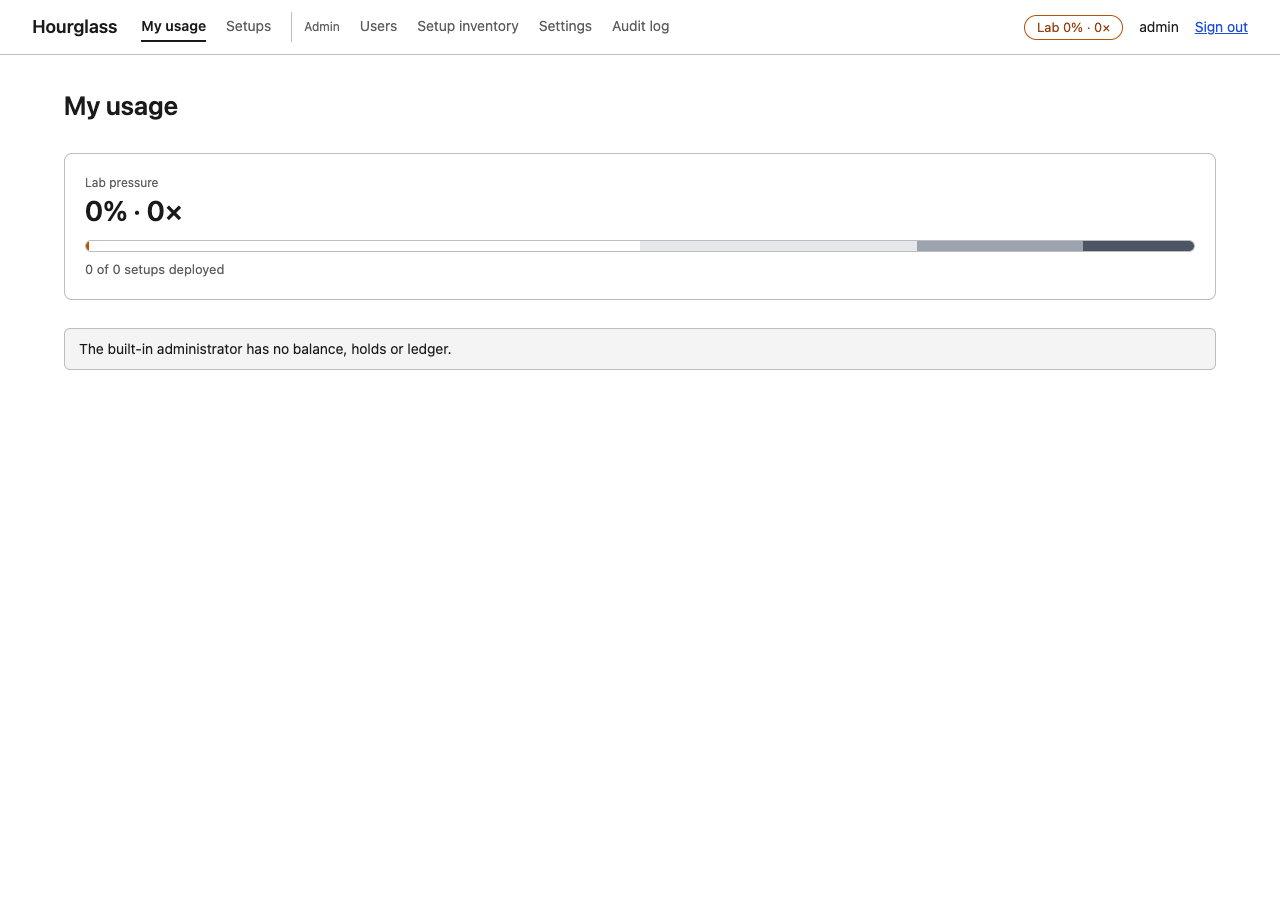 Hourglass My usage Setups Admin Users Setup inventory Settings Audit log Lab 0% · 0× admin Sign out
My usage
Lab pressure
0% · 0×
0 of 0 setups deployed
The built-in administrator has no balance, holds or ledger.